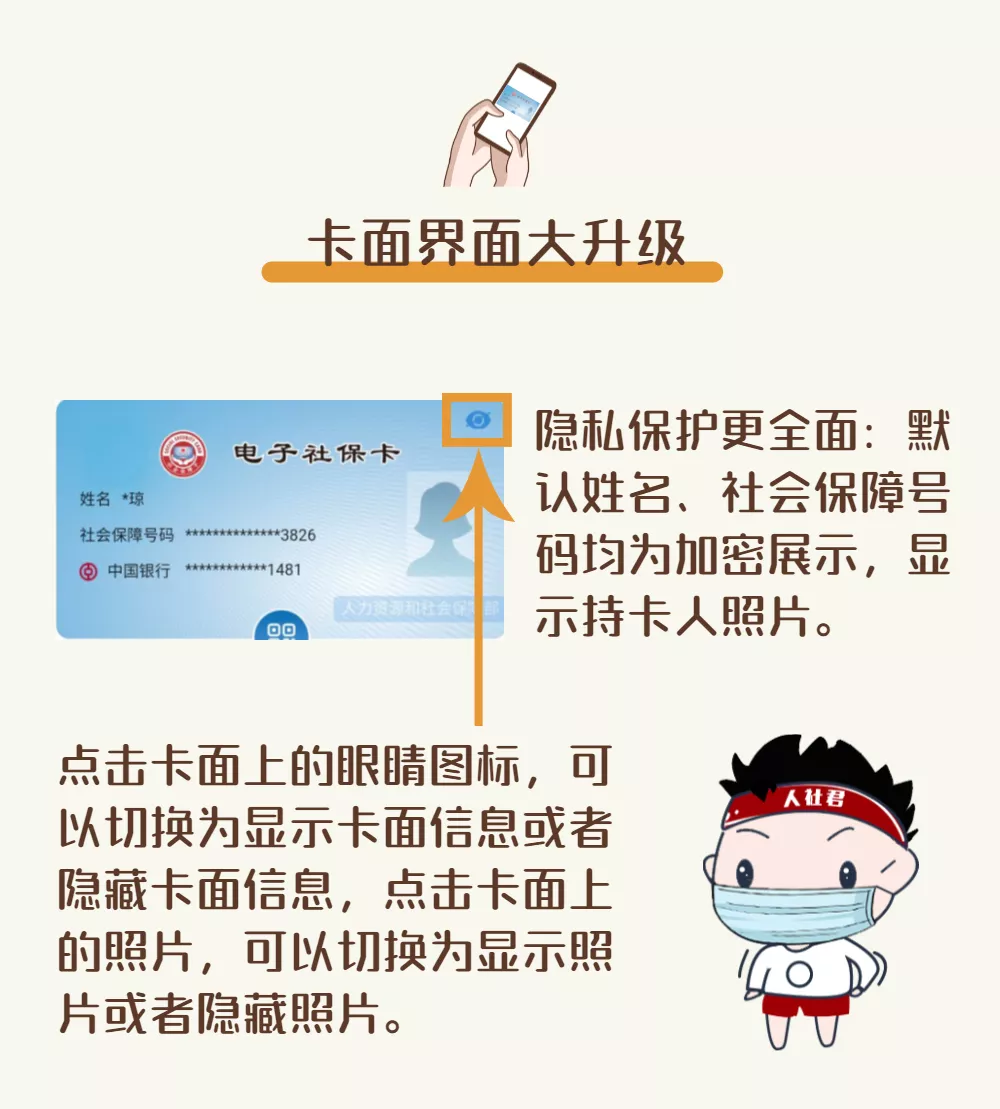 卡面界面大升级
电子社保卡
姓名 *琼
社会保障号码 **************3826
中国银行 ************1481
人力资源和社会保障部
隐私保护更全面：默
认姓名、社会保障号
码均为加密展示，显
示持卡人照片。
点击卡面上的眼睛图标，可
以切换为显示卡面信息或者
隐藏卡面信息，点击卡面上
的照片，可以切换为显示照
片或者隐藏照片。
人社君